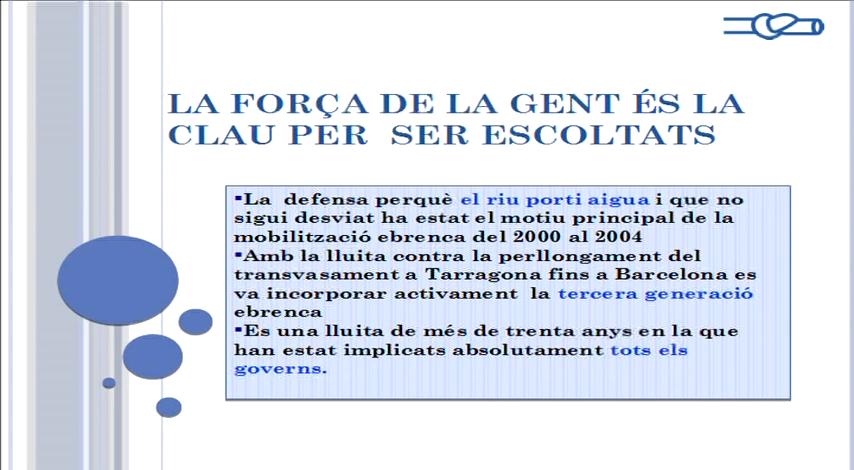 LA FORÇA DE LA GENT ÉS LA
CLAU PER SER ESCOLTATS
▪La defensa perquè el riu porti aigua i que no
sigui desviat ha estat el motiu principal de la
mobilització ebrenca del 2000 al 2004
▪Amb la lluita contra la perllongament del
transvasament a Tarragona fins a Barcelona es
va incorporar activament la tercera generació
ebrenca
▪Es una lluita de més de trenta anys en la que
han estat implicats absolutament tots els
governs.